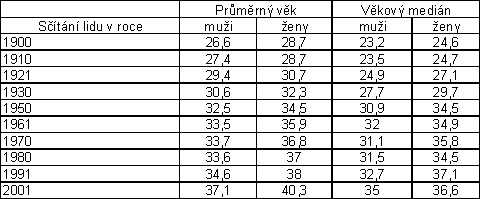 Průměrný věk Věkový medián
Sčítání lidu v roce muži ženy muži ženy
1900 26,6 28,7 23,2 24,6
1910 27,4 28,7 23,5 24,7
1921 29,4 30,7 24,9 27,1
1930 30,6 32,3 27,7 29,7
1950 32,5 34,5 30,9 34,5
1961 33,5 35,9 32 34,9
1970 33,7 36,8 31,1 35,8
1980 33,6 37 31,5 34,5
1991 34,6 38 32,7 37,1
2001 37,1 40,3 35 36,6